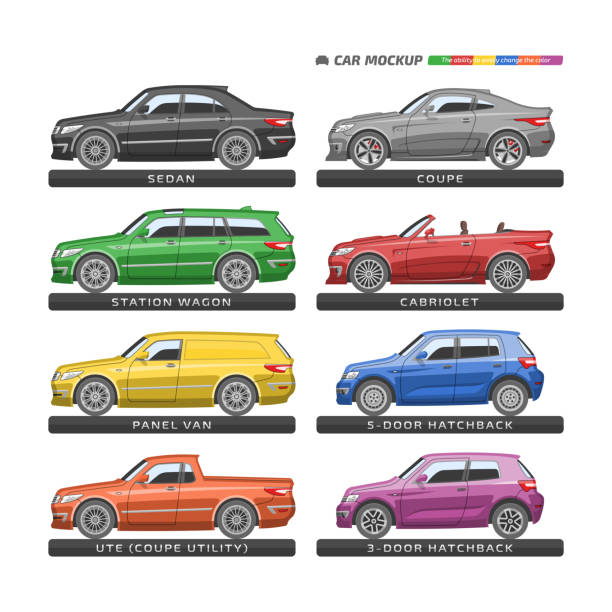 CAR MOCKUP
The ability to easily change the color
SEDAN
COUPE
STATION WAGON
CABRIOLET
PANEL VAN
5-DOOR HATCHBACK
UTE (COUPE UTILITY)
3-DOOR HATCHBACK